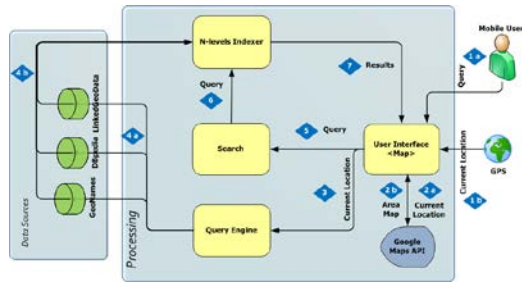 N-levels Indexer
Mobile User
4 b
1 a
7
Results
Query
Query
6
LinkedGeoData
4 a
5
Query
Search
User Interface
<Map>
DBpedia
GPS
3
Current Location
2 b
2 a
Current Location
Area
Map
Current
Location
1 b
GeoNames
Query Engine
Google
Maps API
Data Sources
Processing